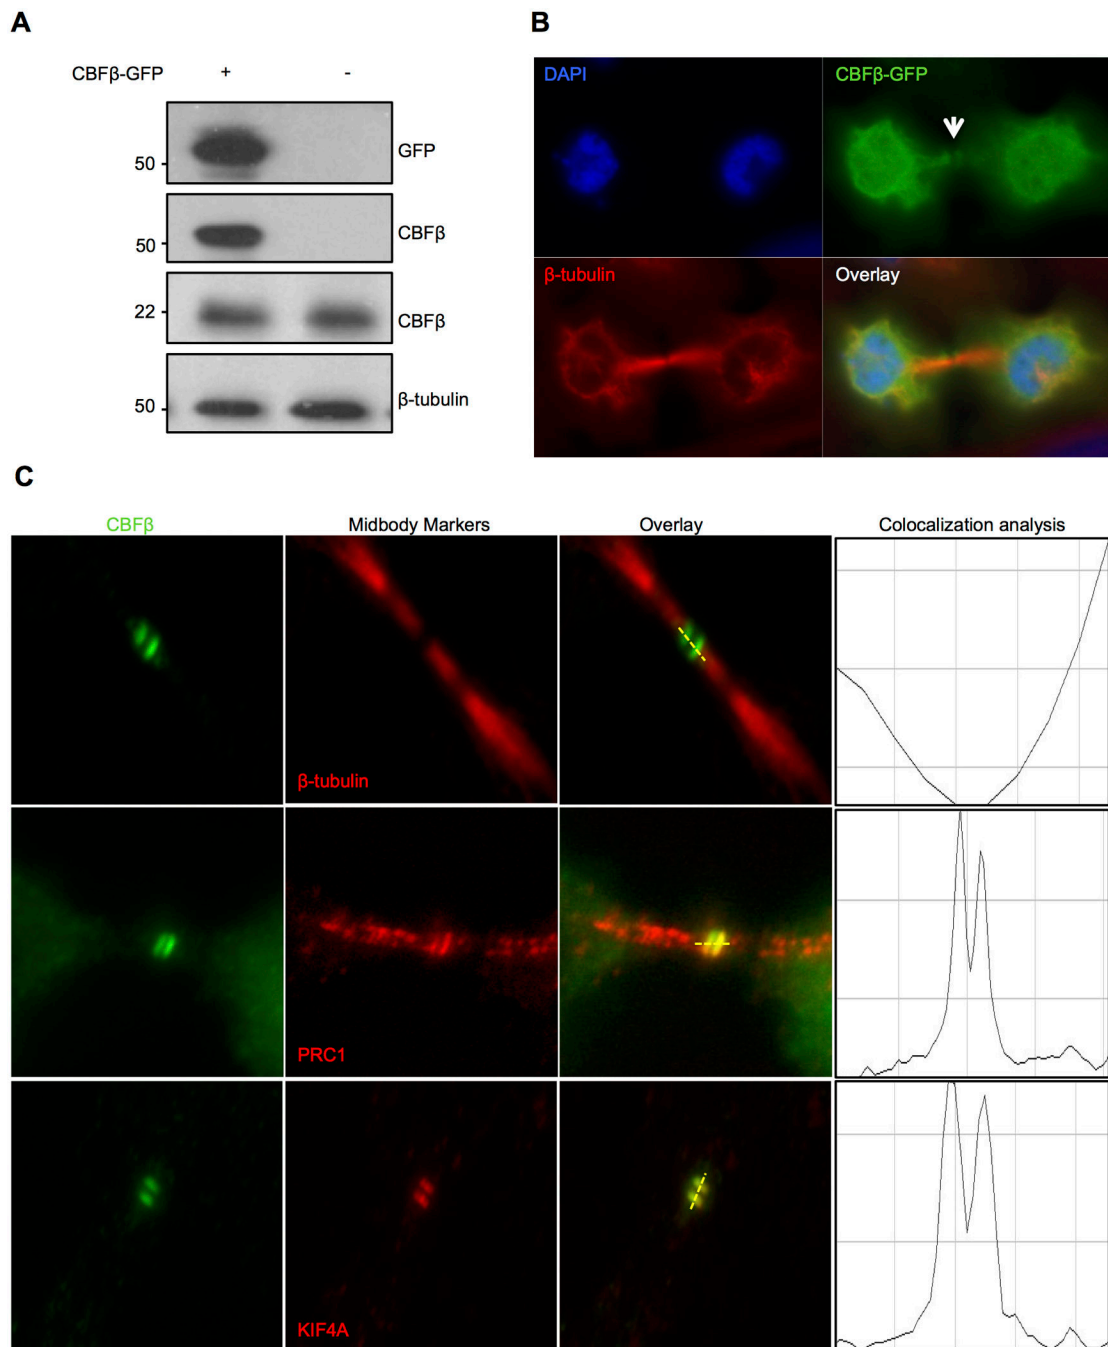 A
CBFβ-GFP + -
50 GFP
50 CBFβ
22 CBFβ
50 β-tubulin
B
DAPI CBFβ-GFP
β-tubulin Overlay
C
CBFβ Midbody Markers Overlay Colocalization analysis
β-tubulin
PRC1
KIF4A